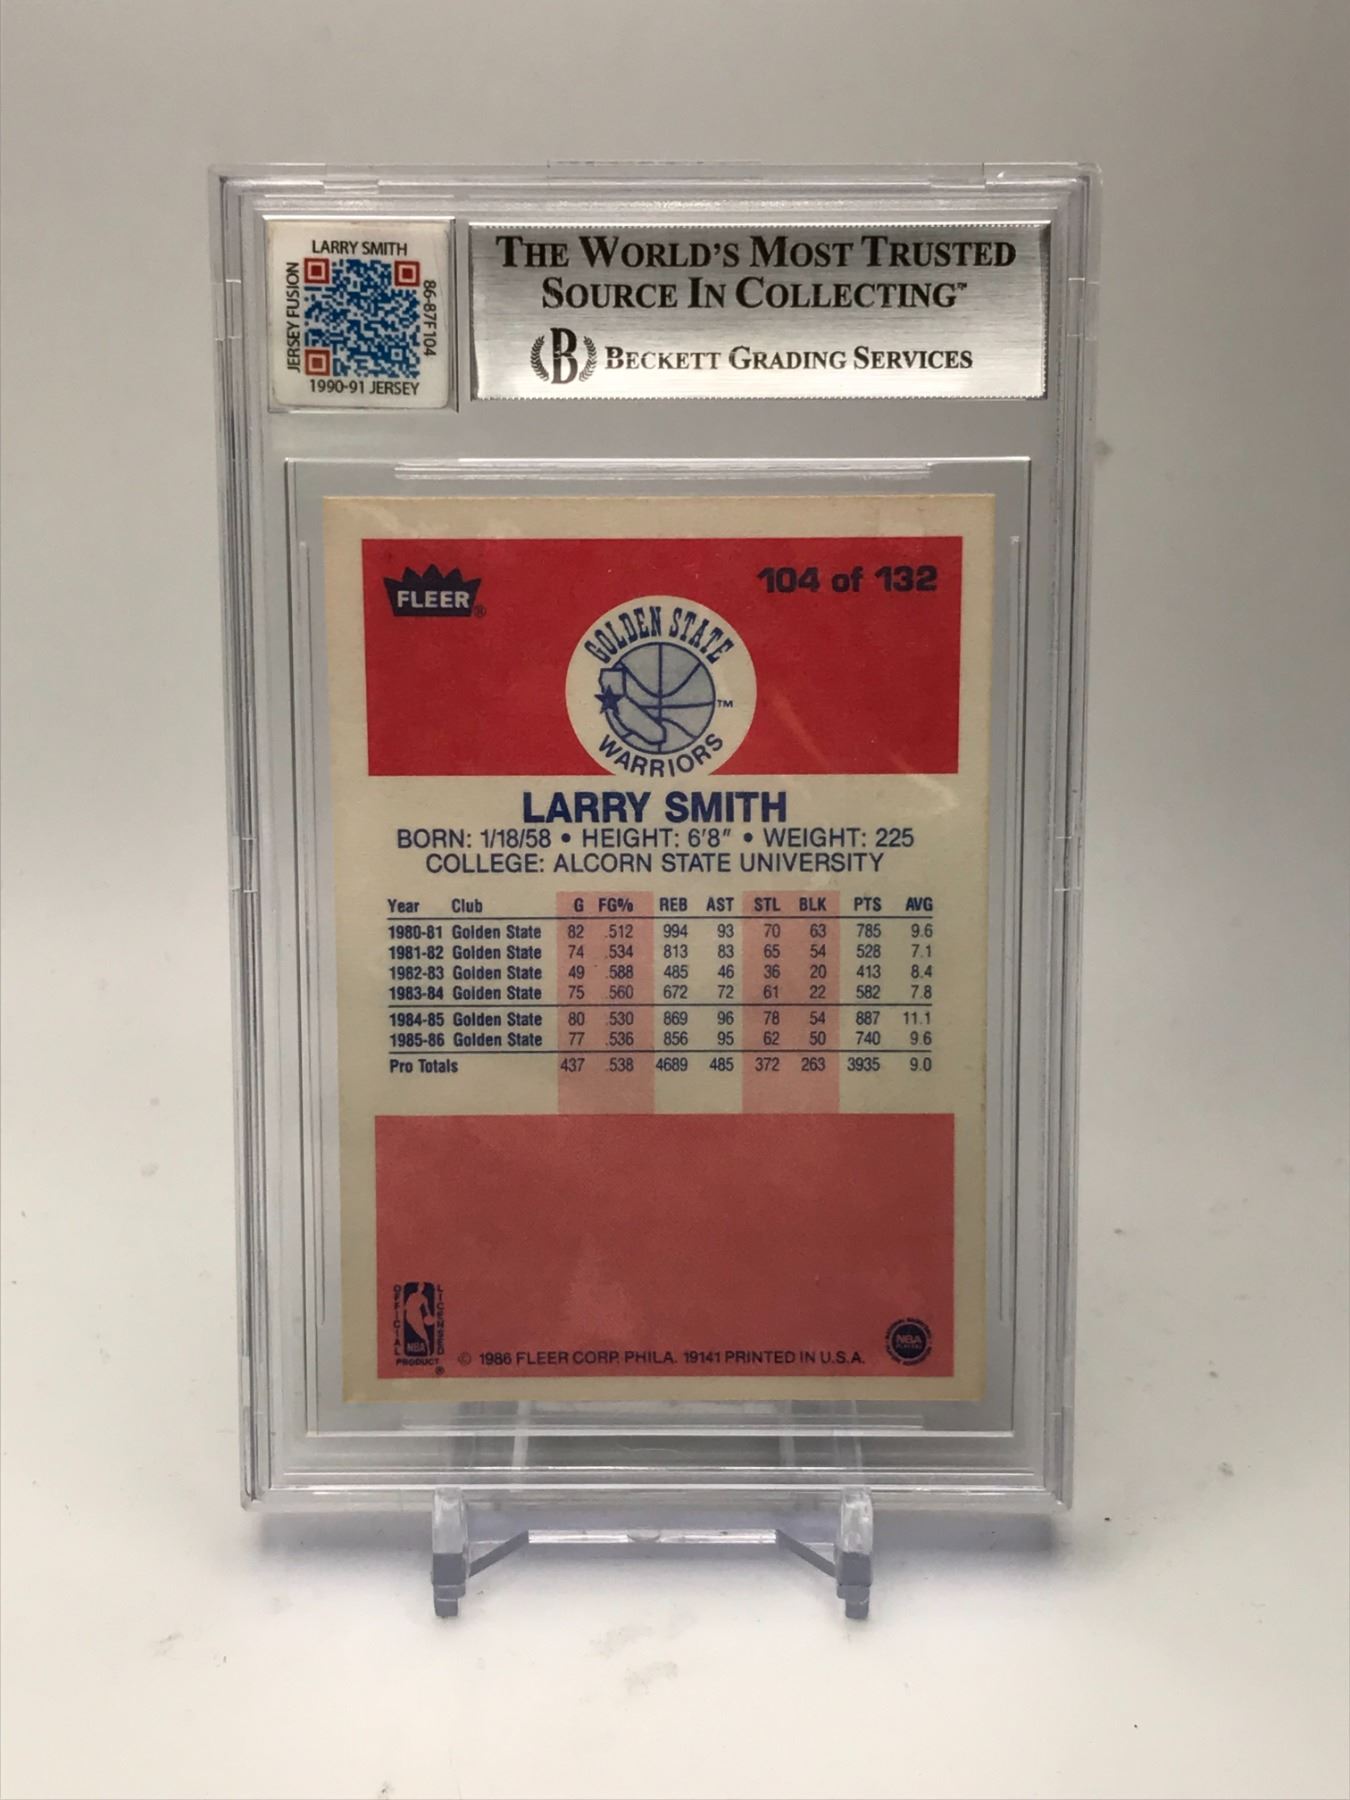 LARRY SMITH
JERSEY FUSION
86-87F104
1990-91 JERSEY
THE WORLD'S MOST TRUSTED
SOURCE IN COLLECTING™
B BECKETT GRADING SERVICES
FLEER®
104 of 132
GOLDEN STATE
WARRIORS
TM
LARRY SMITH
BORN: 1/18/58 • HEIGHT: 6'8" • WEIGHT: 225
COLLEGE: ALCORN STATE UNIVERSITY
Year Club G FG% REB AST STL BLK PTS AVG
1980-81 Golden State 82 .512 994 93 70 63 785 9.6
1981-82 Golden State 74 .534 813 83 65 54 528 7.1
1982-83 Golden State 49 .588 485 46 36 20 413 8.4
1983-84 Golden State 75 .560 672 72 61 22 582 7.8
1984-85 Golden State 80 .530 869 96 78 54 887 11.1
1985-86 Golden State 77 .536 856 95 62 50 740 9.6
Pro Totals 437 .538 4689 485 372 263 3935 9.0
OFFICIAL
LICENSED
NBA
PRODUCT ®
© 1986 FLEER CORP. PHILA. 19141 PRINTED IN U.S.A.
NBA
PLAYERS